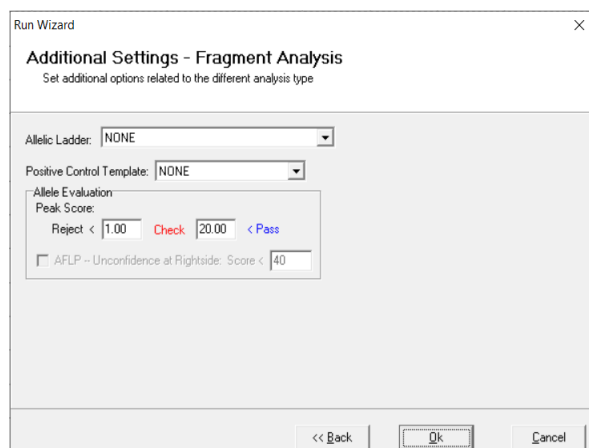 Run Wizard
Additional Settings - Fragment Analysis
Set additional options related to the different analysis type
Allelic Ladder: NONE
Positive Control Template: NONE
Allele Evaluation
Peak Score:
Reject < 1.00 Check 20.00 < Pass
AFLP -- Unconfidence at Rightside: Score < 40
<< Back Ok Cancel